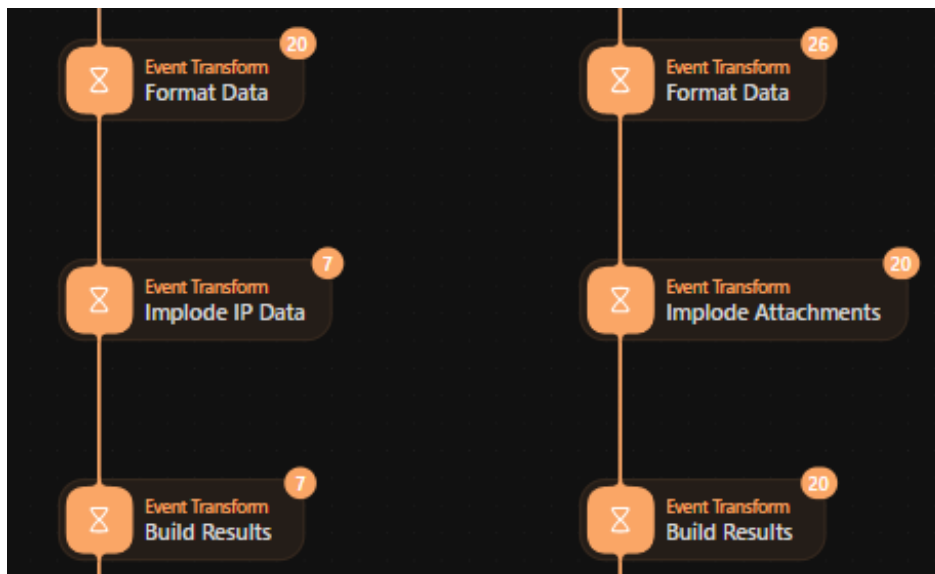 20
Event Transform
Format Data
26
Event Transform
Format Data
7
Event Transform
Implode IP Data
20
Event Transform
Implode Attachments
7
Event Transform
Build Results
20
Event Transform
Build Results